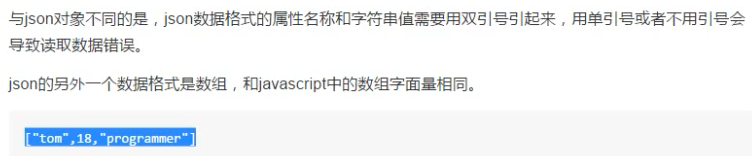 与json对象不同的是，json数据格式的属性名称和字符串值需要用双引号引起来，用单引号或者不用引号会
导致读取数据错误。
json的另外一个数据格式是数组，和javascript中的数组字面量相同。
["tom",18,"programmer"]